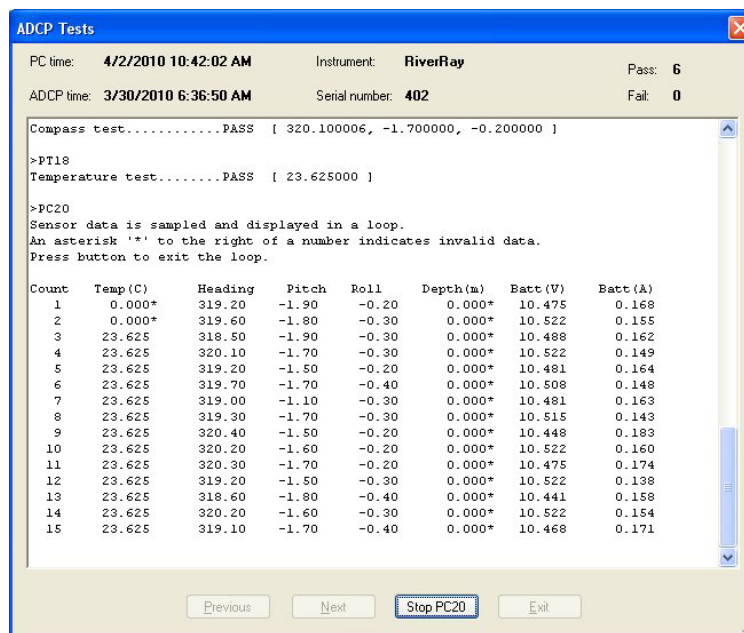 ADCP Tests
PC time: 4/2/2010 10:42:02 AM Instrument: RiverRay Pass: 6
ADCP time: 3/30/2010 6:36:50 AM Serial number: 402 Fail: 0
Compass test.............PASS [ 320.100006, -1.700000, -0.200000 ]
>PT18
Temperature test........PASS [ 23.625000 ]
>PC20
Sensor data is sampled and displayed in a loop.
An asterisk '*' to the right of a number indicates invalid data.
Press button to exit the loop.
Count Temp(C) Heading Pitch Roll Depth(m) Batt(V) Batt(A)
1 0.000* 319.20 -1.90 -0.20 0.000* 10.475 0.168
2 0.000* 319.60 -1.80 -0.30 0.000* 10.522 0.155
3 23.625 318.50 -1.90 -0.30 0.000* 10.488 0.162
4 23.625 320.10 -1.70 -0.30 0.000* 10.522 0.149
5 23.625 319.20 -1.50 -0.20 0.000* 10.481 0.164
6 23.625 319.70 -1.70 -0.40 0.000* 10.508 0.148
7 23.625 319.00 -1.10 -0.30 0.000* 10.481 0.163
8 23.625 319.30 -1.70 -0.30 0.000* 10.515 0.143
9 23.625 320.40 -1.50 -0.20 0.000* 10.448 0.183
10 23.625 320.20 -1.60 -0.20 0.000* 10.522 0.160
11 23.625 320.30 -1.70 -0.20 0.000* 10.475 0.174
12 23.625 319.20 -1.50 -0.30 0.000* 10.522 0.138
13 23.625 318.60 -1.80 -0.40 0.000* 10.441 0.158
14 23.625 320.20 -1.60 -0.30 0.000* 10.522 0.154
15 23.625 319.10 -1.70 -0.40 0.000* 10.468 0.171
Previous Next Stop PC20 Exit